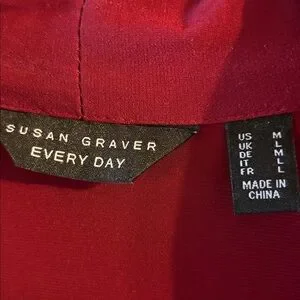 SUSAN GRAVER
EVERY DAY
US M
UK L
DE M
IT L
FR L
MADE IN
CHINA